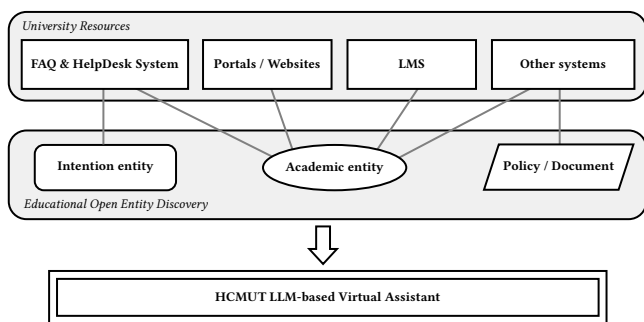 University Resources
FAQ & HelpDesk System
Portals / Websites
LMS
Other systems
Intention entity
Academic entity
Policy / Document
Educational Open Entity Discovery
HCMUT LLM-based Virtual Assistant